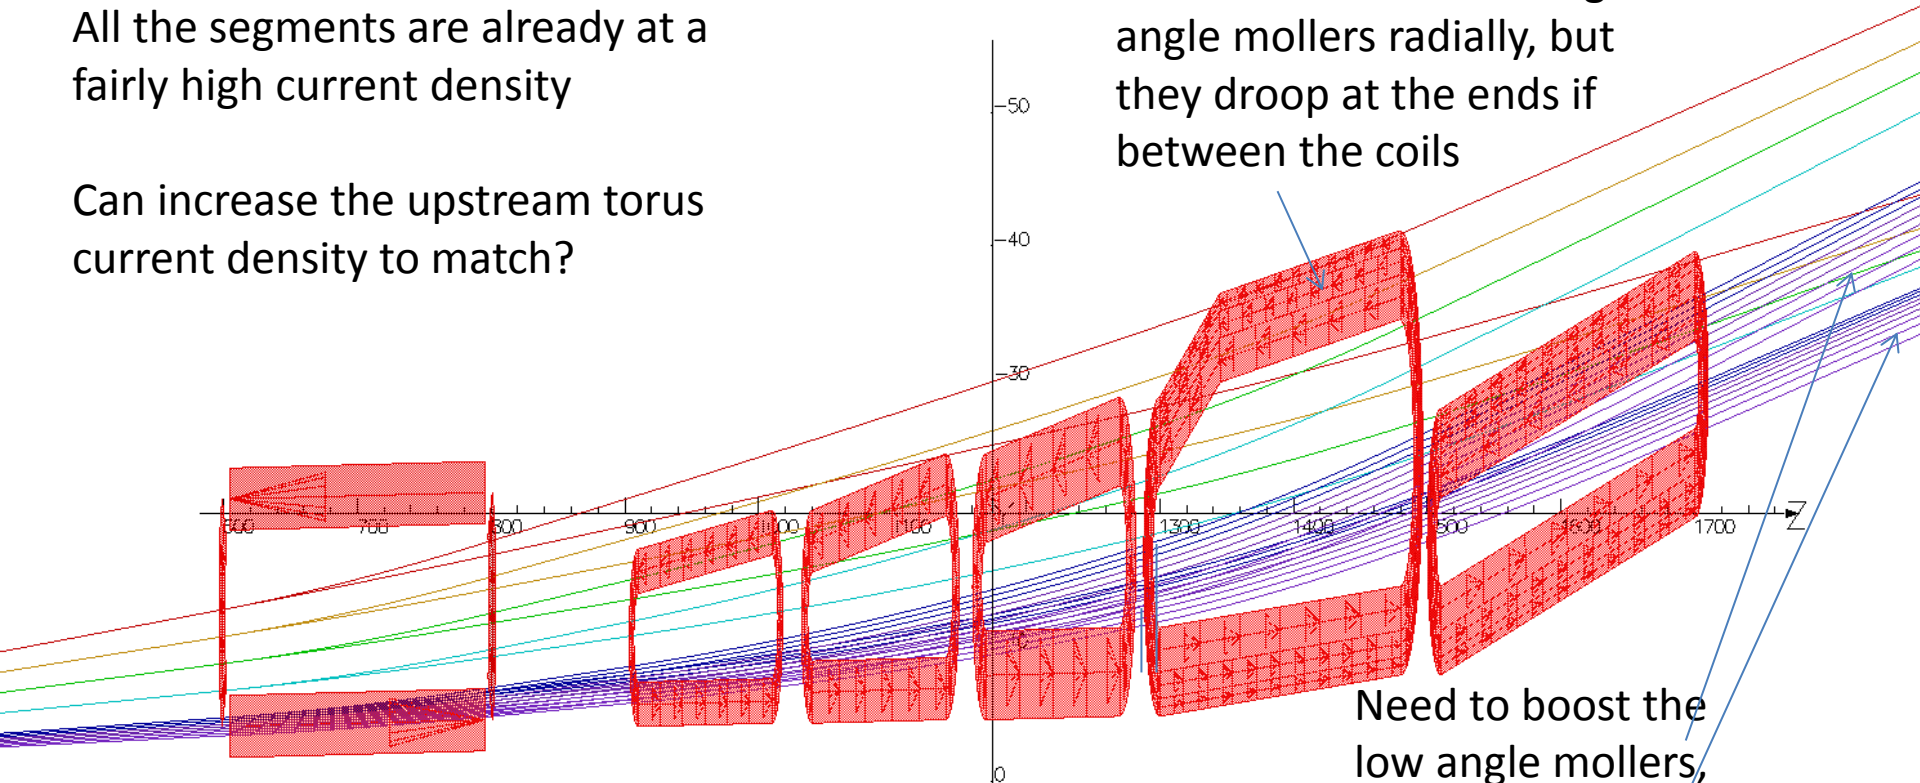 All the segments are already at a
fairly high current density
Can increase the upstream torus
current density to match?
angle mollers radially, but
they droop at the ends if
between the coils
50
40
30
700
800
900
1300
1400
1700
Z
0
Need to boost the
low angle mollers,